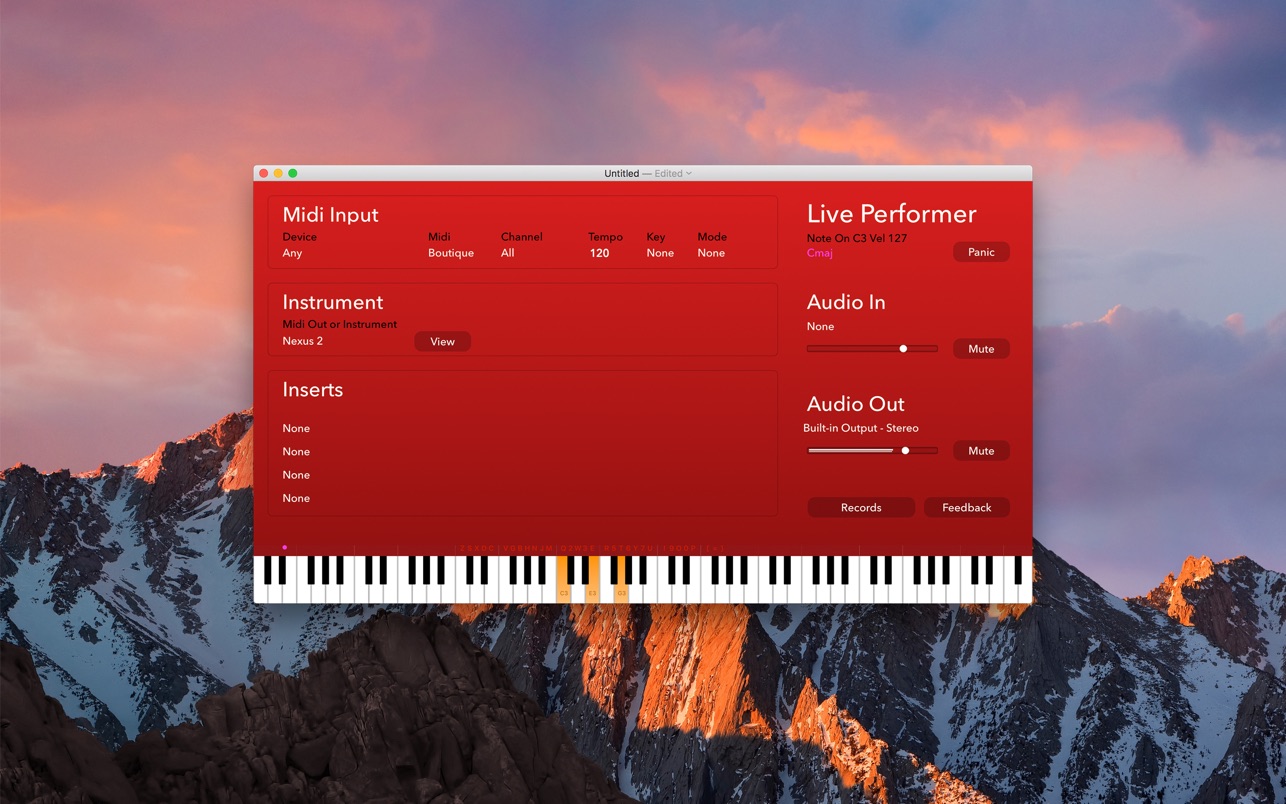 Untitled — Edited
Midi Input
Device Midi Channel Tempo Key Mode
Any Boutique All 120 None None
Instrument
Midi Out or Instrument
Nexus 2 View
Inserts
None
None
None
None
Live Performer
Note On C3 Vel 127
Cmaj Panic
Audio In
None
Mute
Audio Out
Built-in Output - Stereo
Mute
Records Feedback
C3 E3 G3